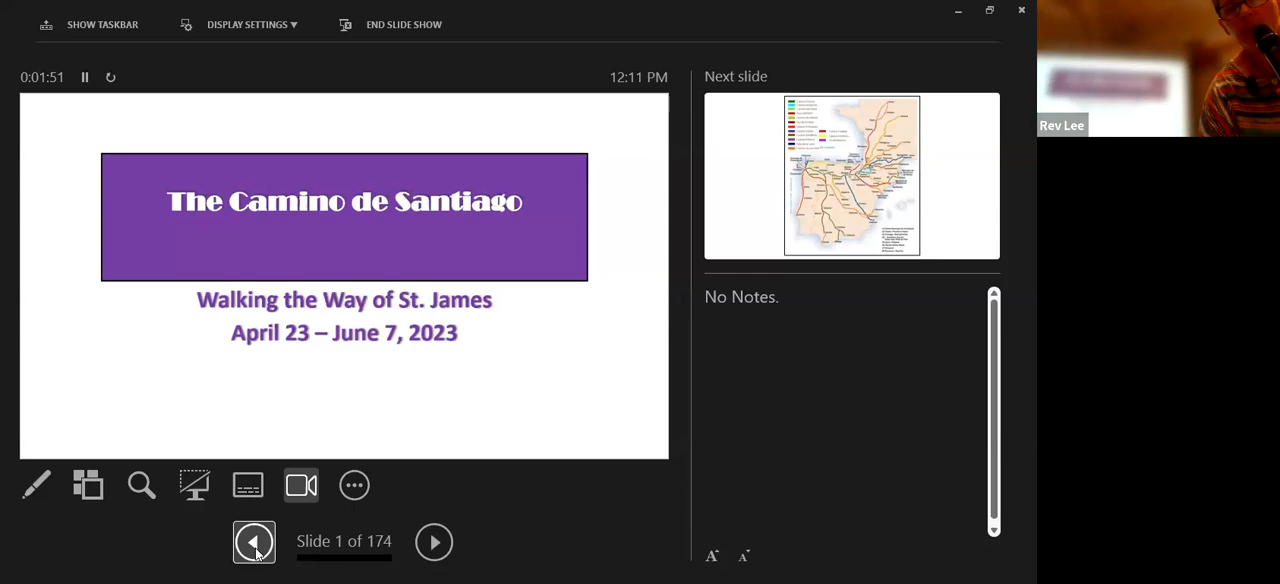 SHOW TASKBAR
DISPLAY SETTINGS ▼
END SLIDE SHOW
0:01:51
12:11 PM
Next slide
The Camino de Santiago
Walking the Way of St. James
April 23 – June 7, 2023
No Notes.
Slide 1 of 174
A A
Rev Lee